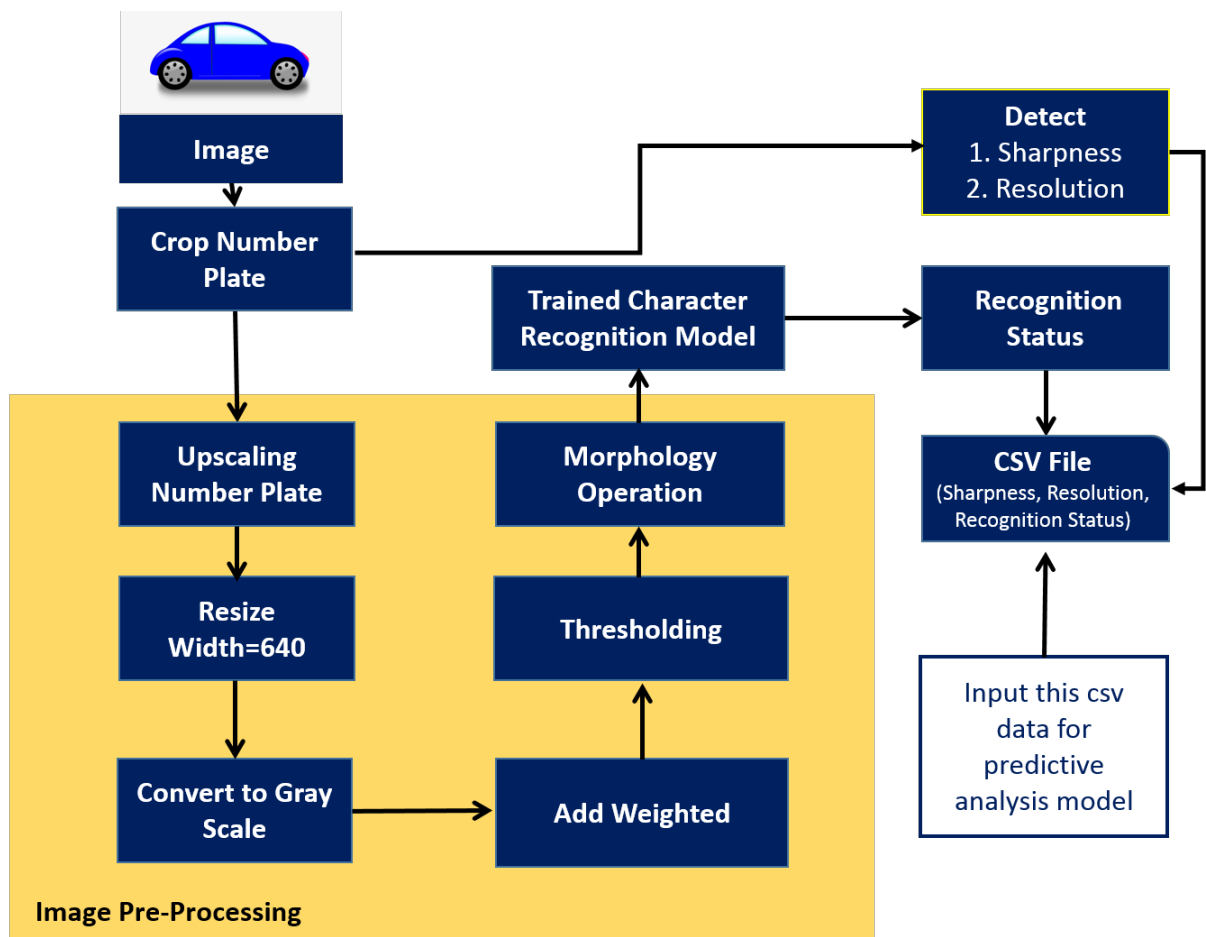 Image
Crop Number
Plate
Detect
1. Sharpness
2. Resolution
Trained Character
Recognition Model
Recognition
Status
Upscaling
Number Plate
Morphology
Operation
CSV File
(Sharpness, Resolution,
Recognition Status)
Resize
Width=640
Thresholding
Input this csv
data for
predictive
analysis model
Convert to Gray
Scale
Add Weighted
Image Pre-Processing